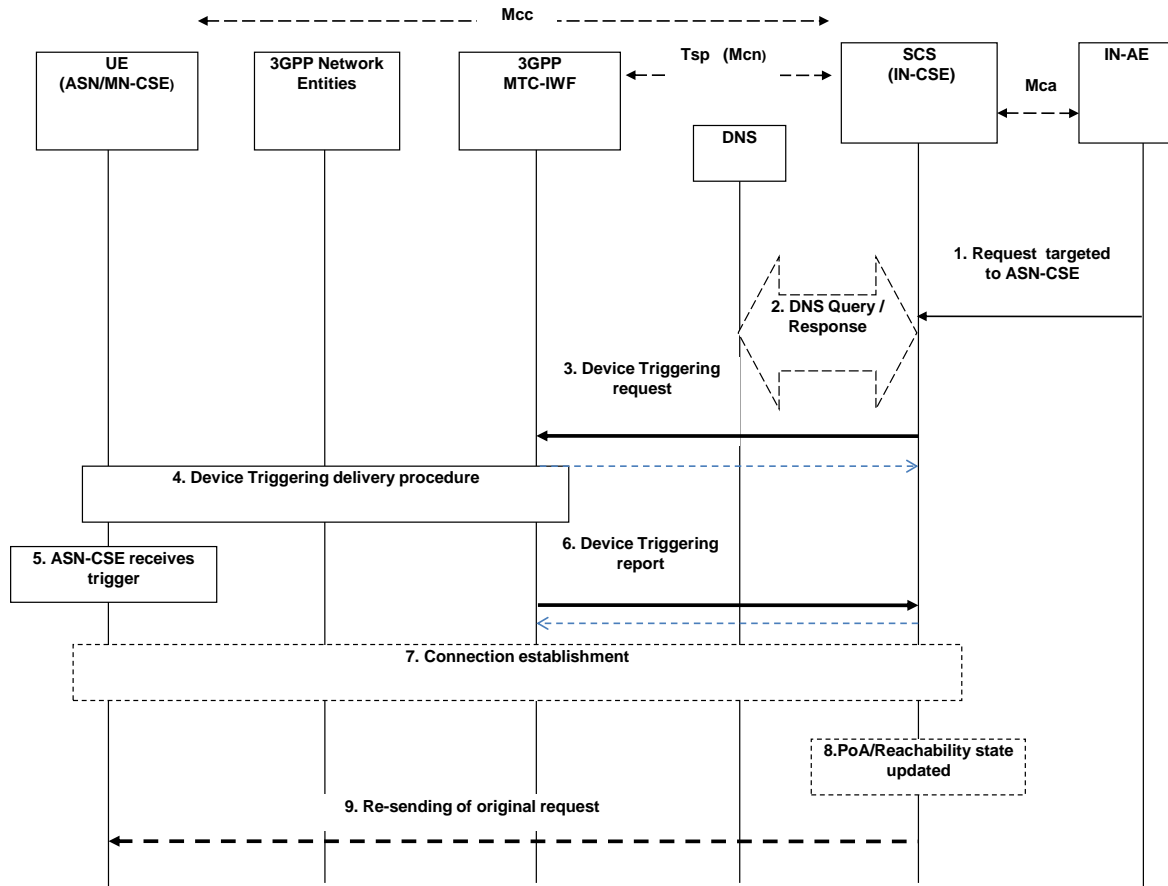 Mcc
UE
(ASN/MN-CSE)
3GPP Network
Entities
3GPP
MTC-IWF
Tsp (Mcn)
SCS
(IN-CSE)
Mca
IN-AE
DNS
1. Request targeted
to ASN-CSE
2. DNS Query /
Response
3. Device Triggering
request
4. Device Triggering delivery procedure
5. ASN-CSE receives
trigger
6. Device Triggering
report
7. Connection establishment
8.PoA/Reachability state
updated
9. Re-sending of original request